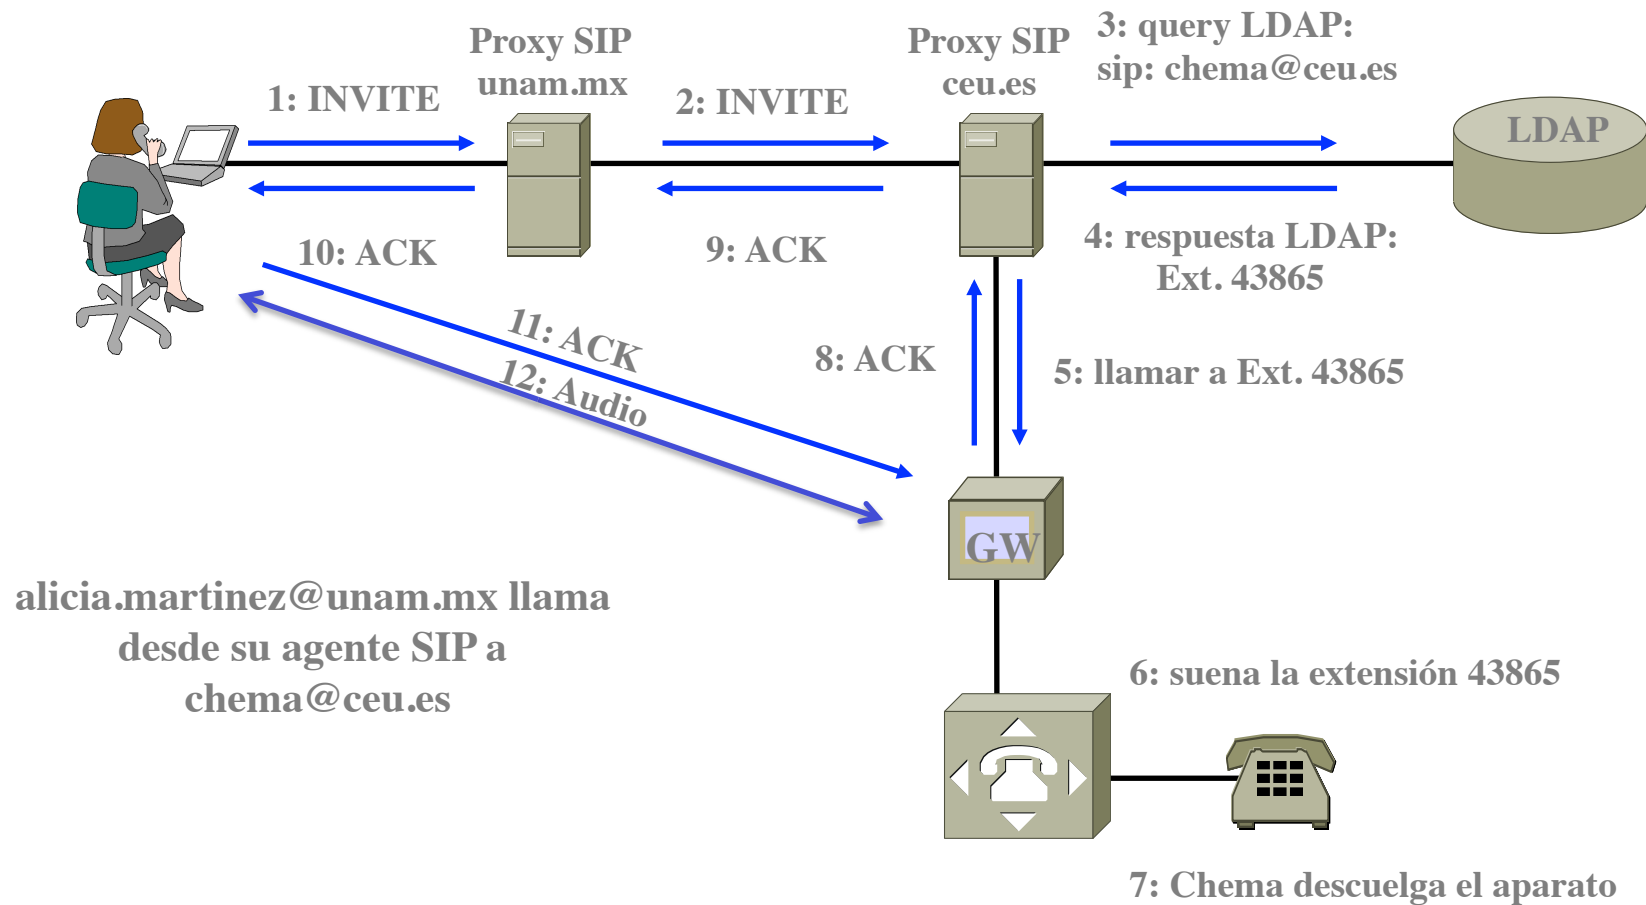 Proxy SIP
unam.mx
Proxy SIP
ceu.es
3: query LDAP:
sip: chema@ceu.es
1: INVITE
2: INVITE
LDAP
10: ACK
9: ACK
4: respuesta LDAP:
Ext. 43865
11: ACK
12: Audio
8: ACK
5: llamar a Ext. 43865
GW
alicia.martinez@unam.mx llama
desde su agente SIP a
chema@ceu.es
6: suena la extensión 43865
7: Chema descuelga el aparato